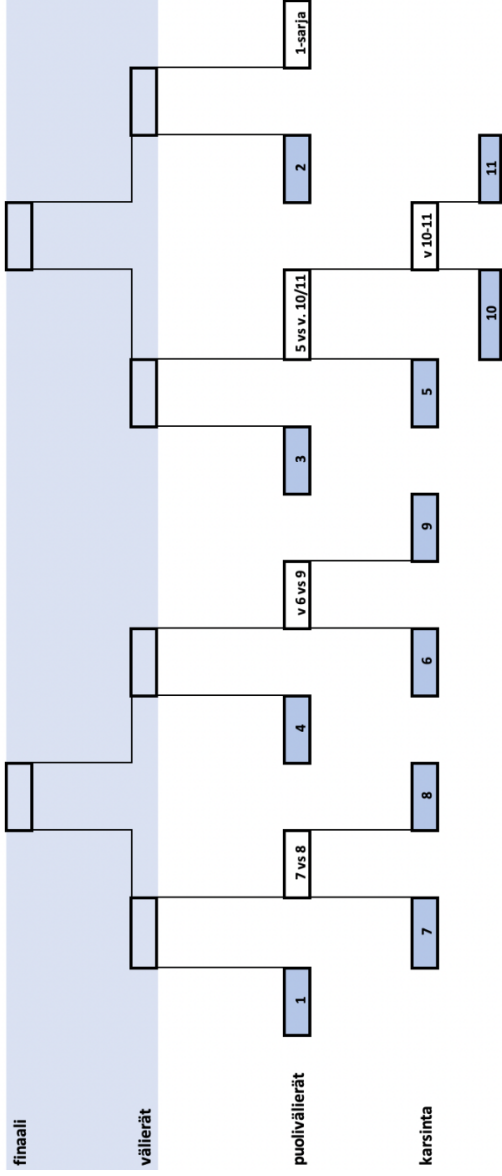 finaali
välierät
puolivälierät
1
7 vs 8
4
v 6 vs 9
3
5 vs v. 10/11
2
1-sarja
karsinta
7
8
6
9
5
v 10-11
10
11